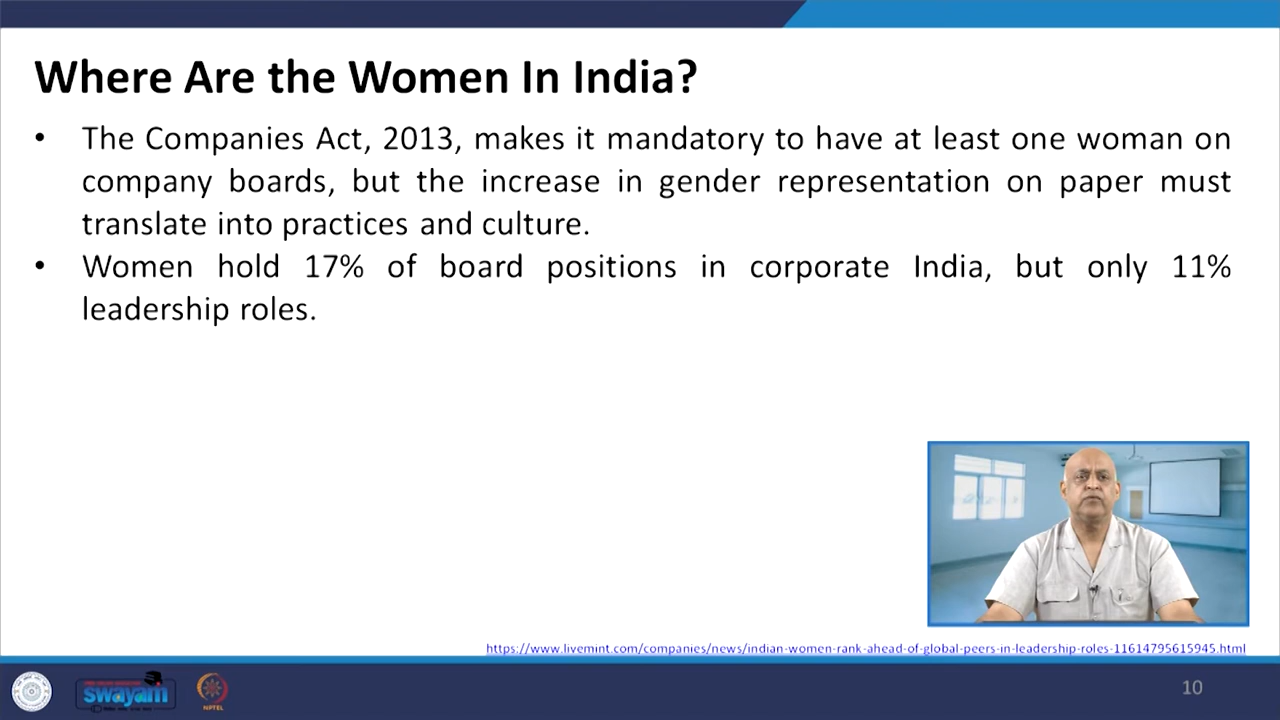 Where Are the Women In India?
• The Companies Act, 2013, makes it mandatory to have at least one woman on
company boards, but the increase in gender representation on paper must
translate into practices and culture.
• Women hold 17% of board positions in corporate India, but only 11%
leadership roles.
https://www.livemint.com/companies/news/indian-women-rank-ahead-of-global-peers-in-leadership-roles-11614795615945.html
swayam
NPTEL
10